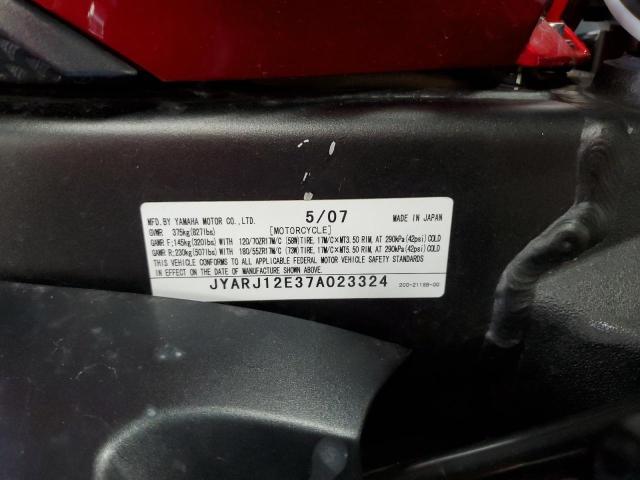 MFD.BY YAMAHA MOTOR CO.,LTD. 5/07 MADE IN JAPAN
GVWR 375kg(827lbs) [MOTORCYCLE]
GAWR F;145kg(320lbs)WITH 120/70ZR17M/C (58W)TIRE, 17M/C×MT3.50 RIM, AT 290kPa(42psi)COLD
GAWR R;230kg(507lbs)WITH 180/55ZR17M/C (73W)TIRE, 17M/C×MT5.50 RIM, AT 290kPa(42psi)COLD
THIS VEHICLE CONFORMS TO ALL APPLICABLE FEDERAL MOTOR VEHICLE SAFETY STANDARDS
IN EFFECT ON THE DATE OF MANUFACTURE SHOWN ABOVE.
JYARJ12E37A023324 2C0-2118B-00